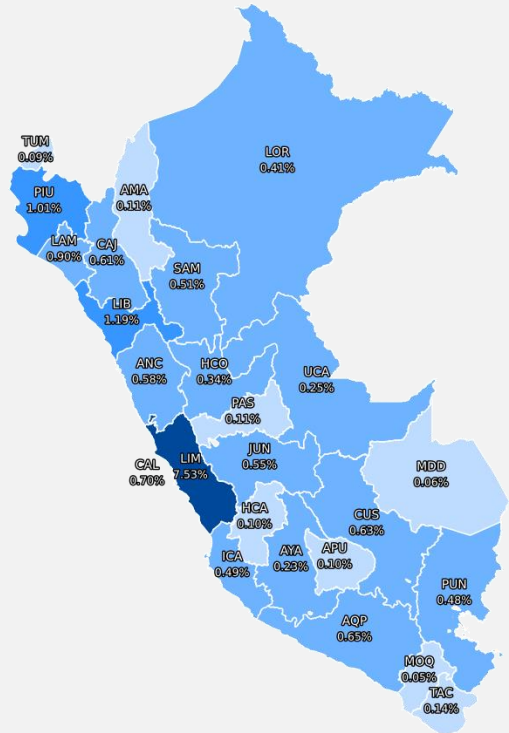 TUM
0.09%
LOR
0.41%
PIU
1.01%
AMA
0.11%
LAM
0.90%
CAJ
0.61%
SAM
0.51%
LIB
1.19%
ANC
0.58%
HCO
0.34%
UCA
0.25%
PAS
0.11%
JUN
0.55%
LIM
7.53%
CAL
0.70%
MDD
0.06%
HCA
0.10%
CUS
0.63%
ICA
0.49%
AYA
0.23%
APU
0.10%
PUN
0.48%
AQP
0.65%
MOQ
0.05%
TAC
0.14%